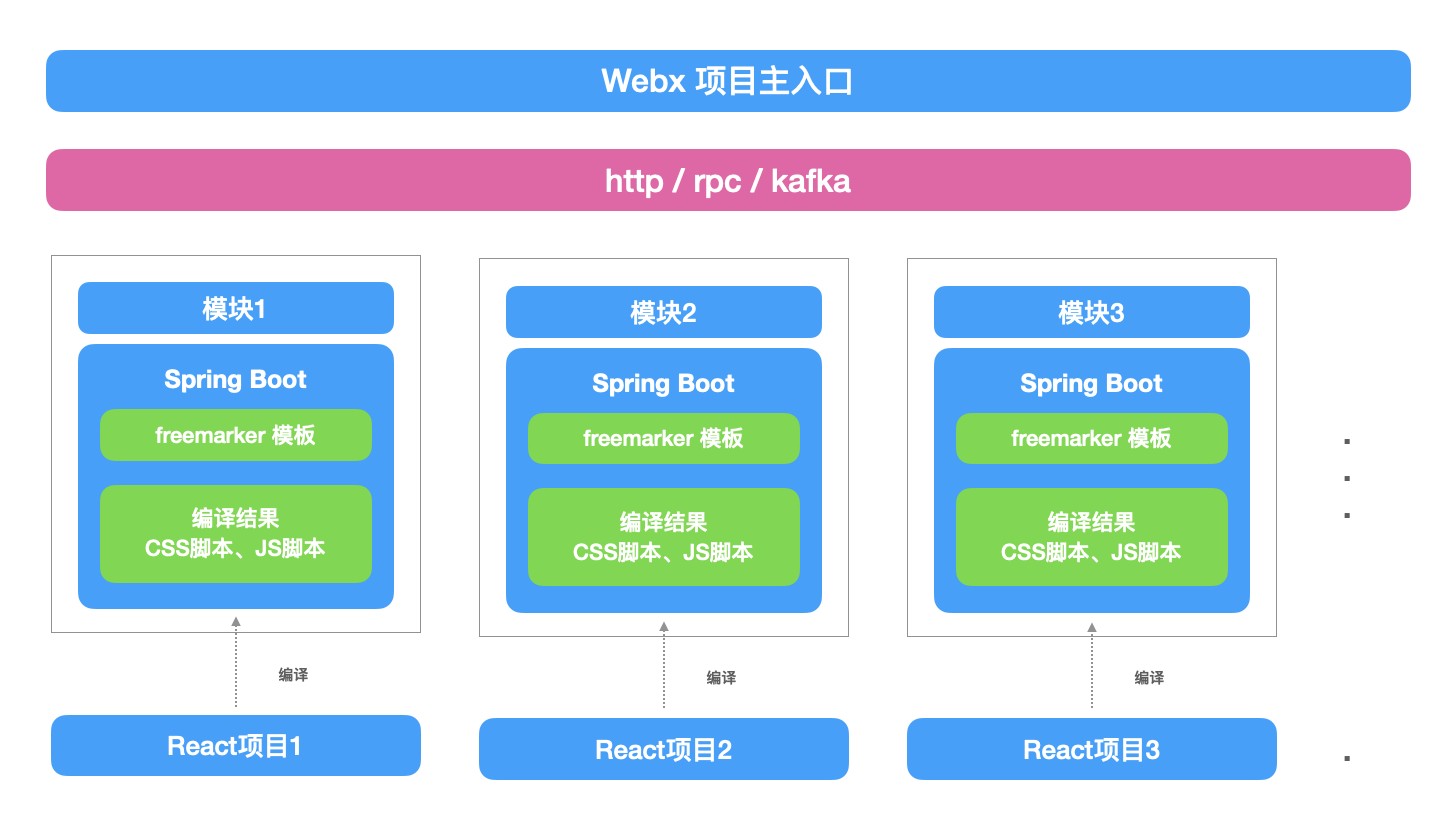 Webx 项目主入口
http / rpc / kafka
模块1
Spring Boot
freemarker 模板
编译结果
CSS脚本、JS脚本
编译
React项目1
模块2
Spring Boot
freemarker 模板
编译结果
CSS脚本、JS脚本
编译
React项目2
模块3
Spring Boot
freemarker 模板
编译结果
CSS脚本、JS脚本
编译
React项目3